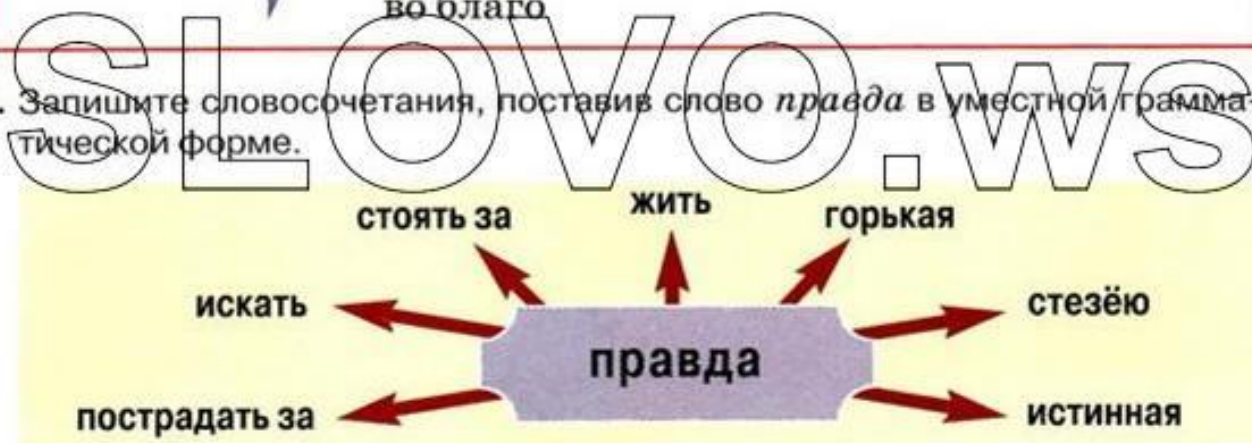 во благо
SLOVO.ws
. Запишите словосочетания, поставив слово правда в уместной грамма-
тической форме.
стоять за
жить
горькая
искать
стезёю
правда
пострадать за
истинная